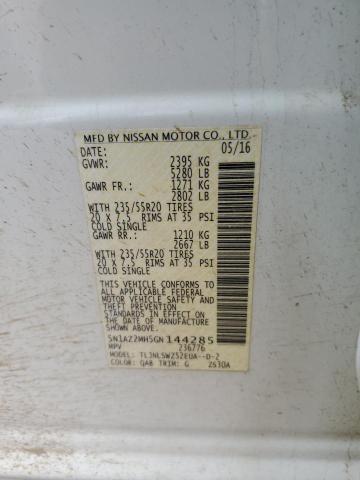 MFD BY NISSAN MOTOR CO., LTD.
DATE: 05/16
GVWR: 2395 KG
5280 LB
GAWR FR.: 1271 KG
2802 LB
WITH 235/55R20 TIRES
20 X 7.5 RIMS AT 35 PSI
COLD SINGLE
GAWR RR.: 1210 KG
2667 LB
WITH 235/55R20 TIRES
20 X 7.5 RIMS AT 35 PSI
COLD SINGLE
THIS VEHICLE CONFORMS
TO ALL APPLICABLE FEDERAL
MOTOR VEHICLE SAFETY AND
THEFT PREVENTION
STANDARDS IN EFFECT ON
THE DATE OF MANUFACTURE
SHOWN ABOVE.
5N1AZ2MH5GN144285
MPV 236776
MODEL: TLJNLSWZ52EUA--D-2
COLOR: QAB TRIM: G ZS30A